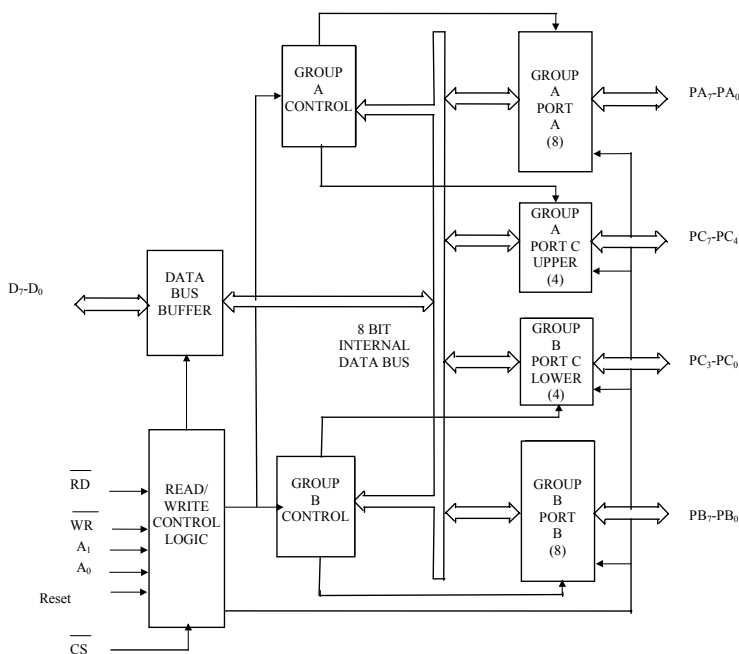 GROUP
A
CONTROL
GROUP
A
PORT
A
(8)
PA₇-PA₀
GROUP
A
PORT C
UPPER
(4)
PC₇-PC₄
D₇-D₀
DATA
BUS
BUFFER
8 BIT
INTERNAL
DATA BUS
GROUP
B
PORT C
LOWER
(4)
PC₃-PC₀
RD
WR
A₁
A₀
Reset
CS
READ/
WRITE
CONTROL
LOGIC
GROUP
B
CONTROL
GROUP
B
PORT
B
(8)
PB₇-PB₀